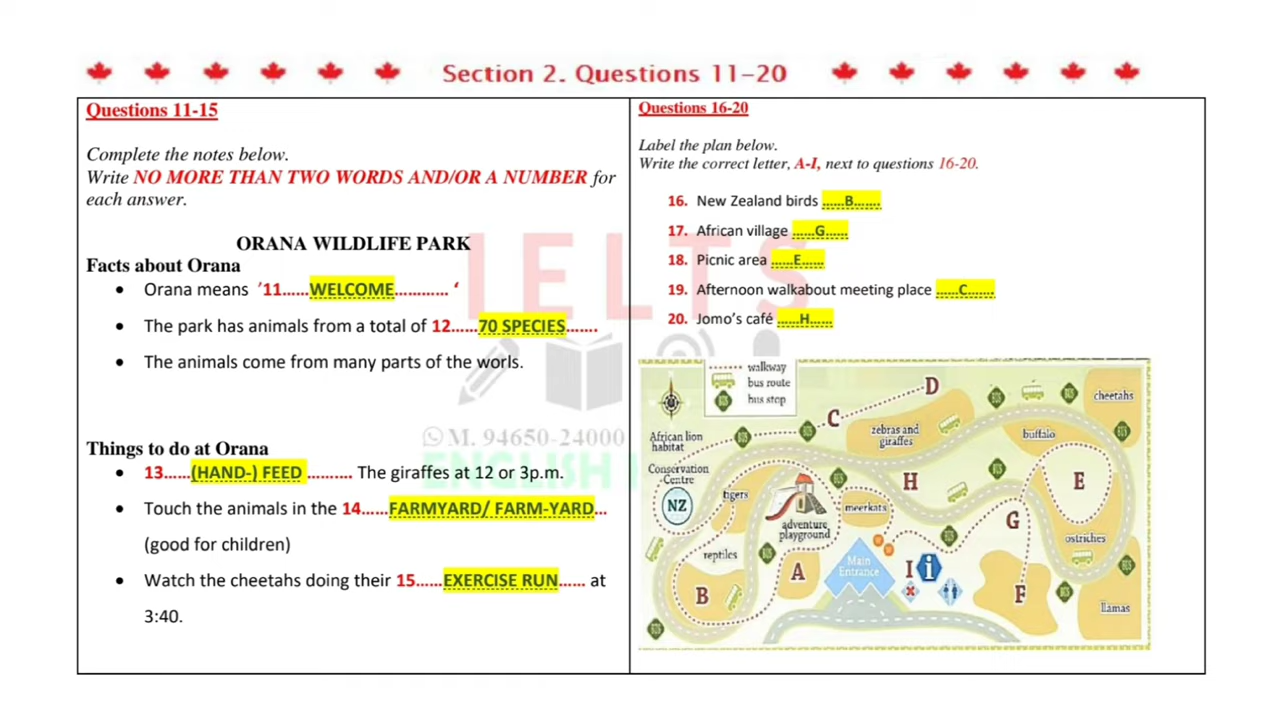 Section 2. Questions 11-20
Questions 11-15
Complete the notes below.
Write NO MORE THAN TWO WORDS AND/OR A NUMBER for
each answer.
ORANA WILDLIFE PARK
Facts about Orana
• Orana means '11......WELCOME............ '
• The park has animals from a total of 12......70 SPECIES.......
• The animals come from many parts of the worls.
Things to do at Orana
• 13......(HAND-) FEED ........... The giraffes at 12 or 3p.m.
• Touch the animals in the 14......FARMYARD/ FARM-YARD...
(good for children)
• Watch the cheetahs doing their 15......EXERCISE RUN...... at
3:40.
Questions 16-20
Label the plan below.
Write the correct letter, A-I, next to questions 16-20.
16. New Zealand birds ......B.......
17. African village ......G......
18. Picnic area ......E......
19. Afternoon walkabout meeting place ......C.......
20. Jomo's café ......H......
IELTS
M. 94650-24000
walkway
bus route
bus stop
BUS
African lion
habitat
Conservation
Centre
NZ
tigers
reptiles
B
A
adventure
playground
C
D
zebras and
giraffes
meerkats
H
Main
Entrance
I
i
G
F
buffalo
cheetahs
E
ostriches
llamas